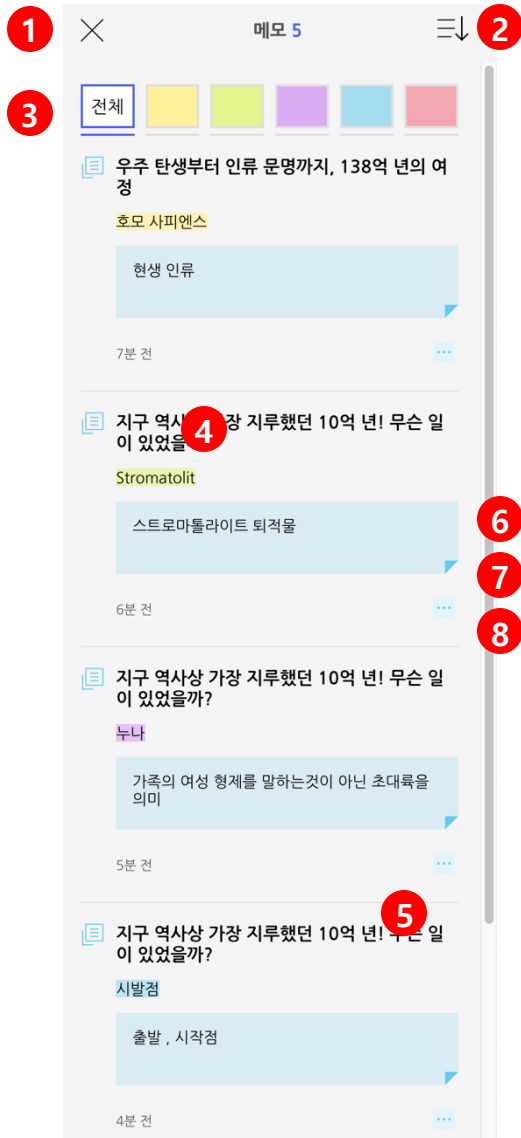 1
메모 5
2
3
전체
우주 탄생부터 인류 문명까지, 138억 년의 여
정
호모 사피엔스
현생 인류
7분 전
지구 역사 가장 지루했던 10억 년! 무슨 일
4
이 있었을
Stromatolit
스트로마톨라이트 퇴적물
6
7
6분 전
8
지구 역사상 가장 지루했던 10억 년! 무슨 일
이 있었을까?
누나
가족의 여성 형제를 말하는것이 아닌 초대륙을
의미
5분 전
5
지구 역사상 가장 지루했던 10억 년! 무슨 일
이 있었을까?
시발점
출발 , 시작점
4분 전